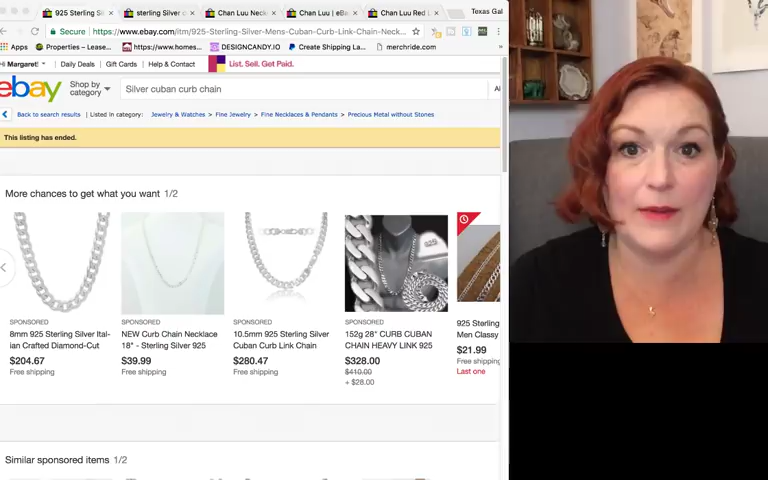 925 Sterling Si
sterling Silver c
Chan Luu Neck
Chan Luu | eBa
Chan Luu Red L
Texas Gal
Secure
https://www.ebay.com/itm/925-Sterling-Silver-Mens-Cuban-Curb-Link-Chain-Neck...
Apps
Properties – Lease...
https://www.homes...
DESIGNCANDY.IO
Create Shipping La...
merchride.com
Hi Margaret!
Daily Deals
Gift Cards
Help & Contact
List. Sell. Get Paid.
ebay
Shop by
category
Silver cuban curb chain
Al
Back to search results | Listed in category: Jewelry & Watches > Fine Jewelry > Fine Necklaces & Pendants > Precious Metal without Stones
This listing has ended.
More chances to get what you want 1/2
925
SPONSORED
8mm 925 Sterling Silver Ital-
ian Crafted Diamond-Cut
$204.67
Free shipping
SPONSORED
NEW Curb Chain Necklace
18" - Sterling Silver 925
$39.99
Free shipping
SPONSORED
10.5mm 925 Sterling Silver
Cuban Curb Link Chain
$280.47
Free shipping
SPONSORED
152g 28" CURB CUBAN
CHAIN HEAVY LINK 925
$328.00
$410.00
+ $28.00
925 Sterling
Men Classy
$21.99
Free shipping
Last one
Similar sponsored items 1/2